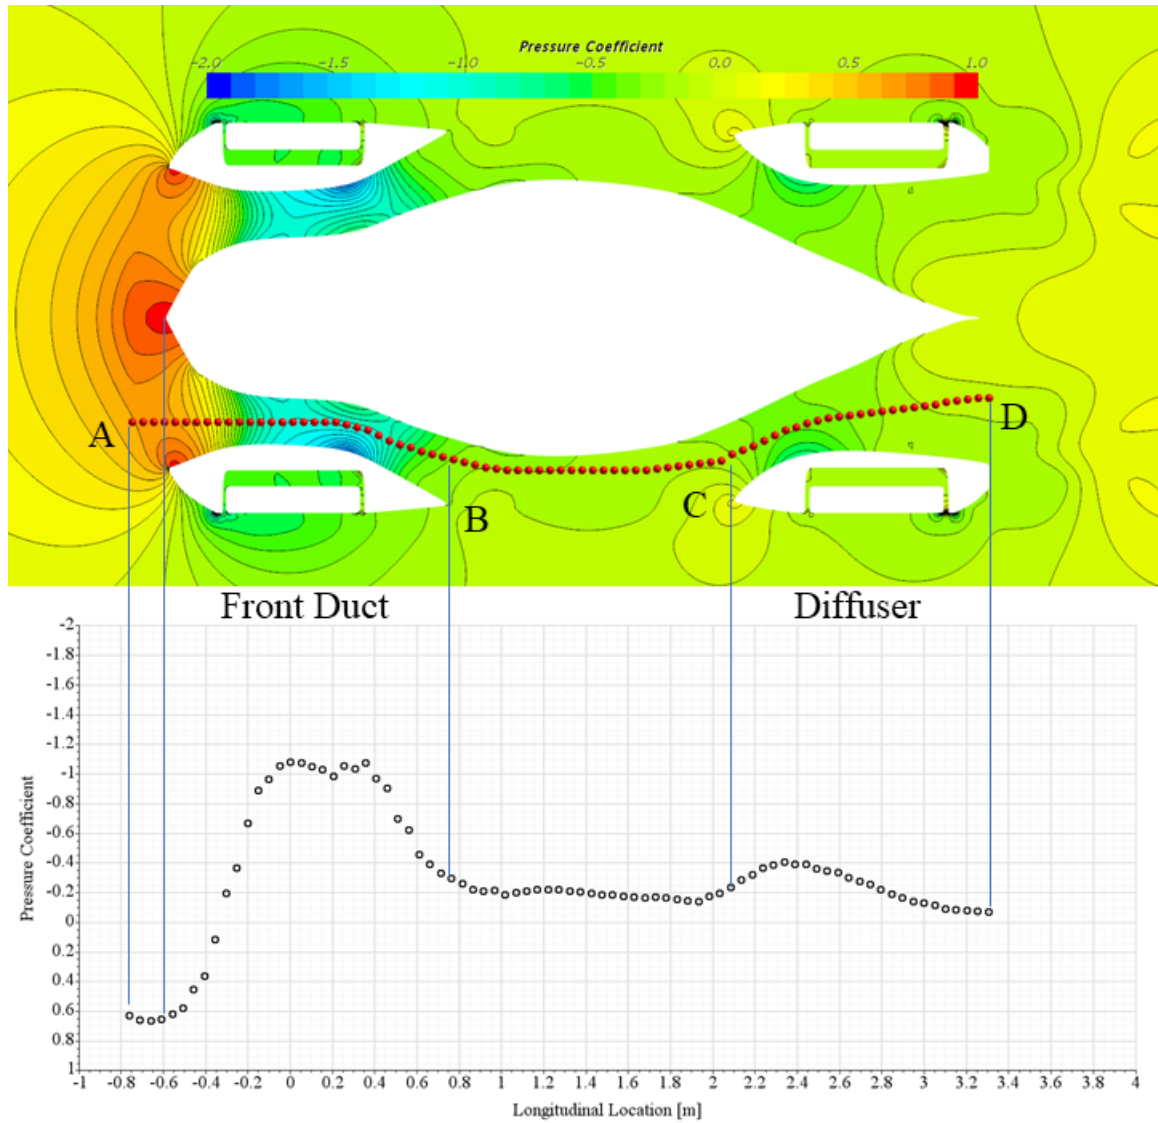 Pressure Coefficient
-2.0 -1.5 -1.0 -0.5 0.0 0.5 1.0
A
B
C
D
Front Duct Diffuser
Pressure Coefficient
-2
-1.8
-1.6
-1.4
-1.2
-1
-0.8
-0.6
-0.4
-0.2
0
0.2
0.4
0.6
0.8
1
-1 -0.8 -0.6 -0.4 -0.2 0 0.2 0.4 0.6 0.8 1 1.2 1.4 1.6 1.8 2 2.2 2.4 2.6 2.8 3 3.2 3.4 3.6 3.8 4
Longitudinal Location [m]